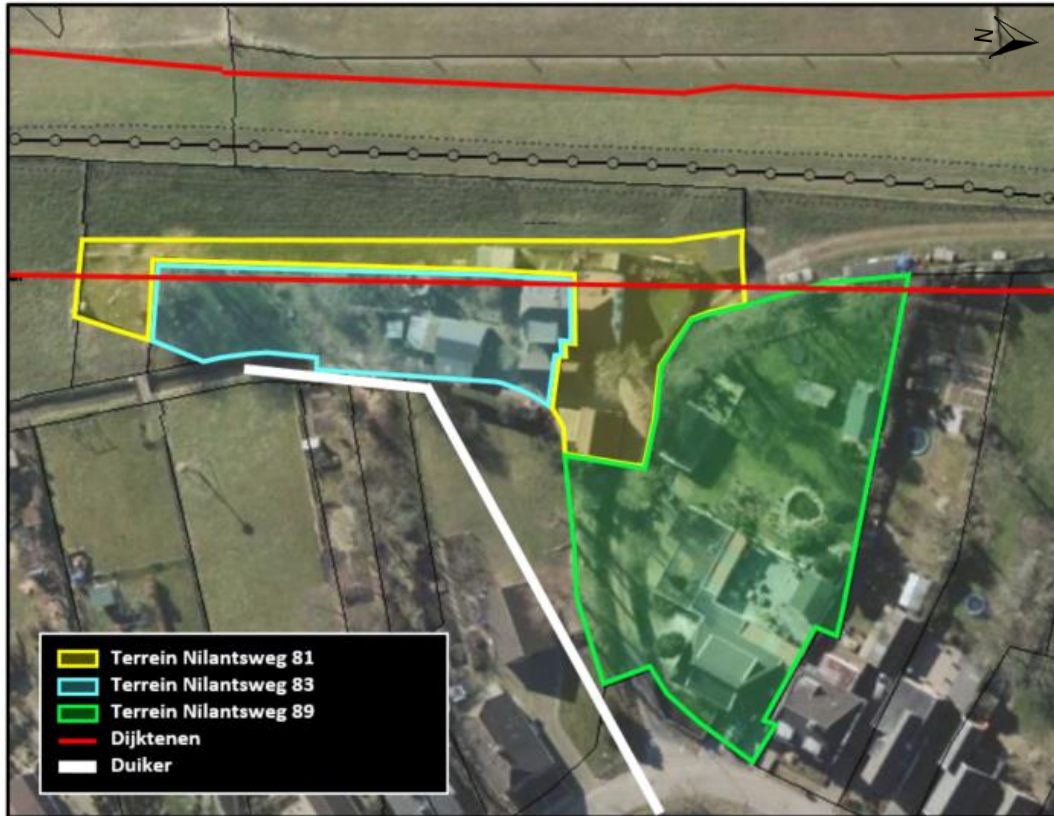 N
Terrein Nilantsweg 81
Terrein Nilantsweg 83
Terrein Nilantsweg 89
Dijktenen
Duiker